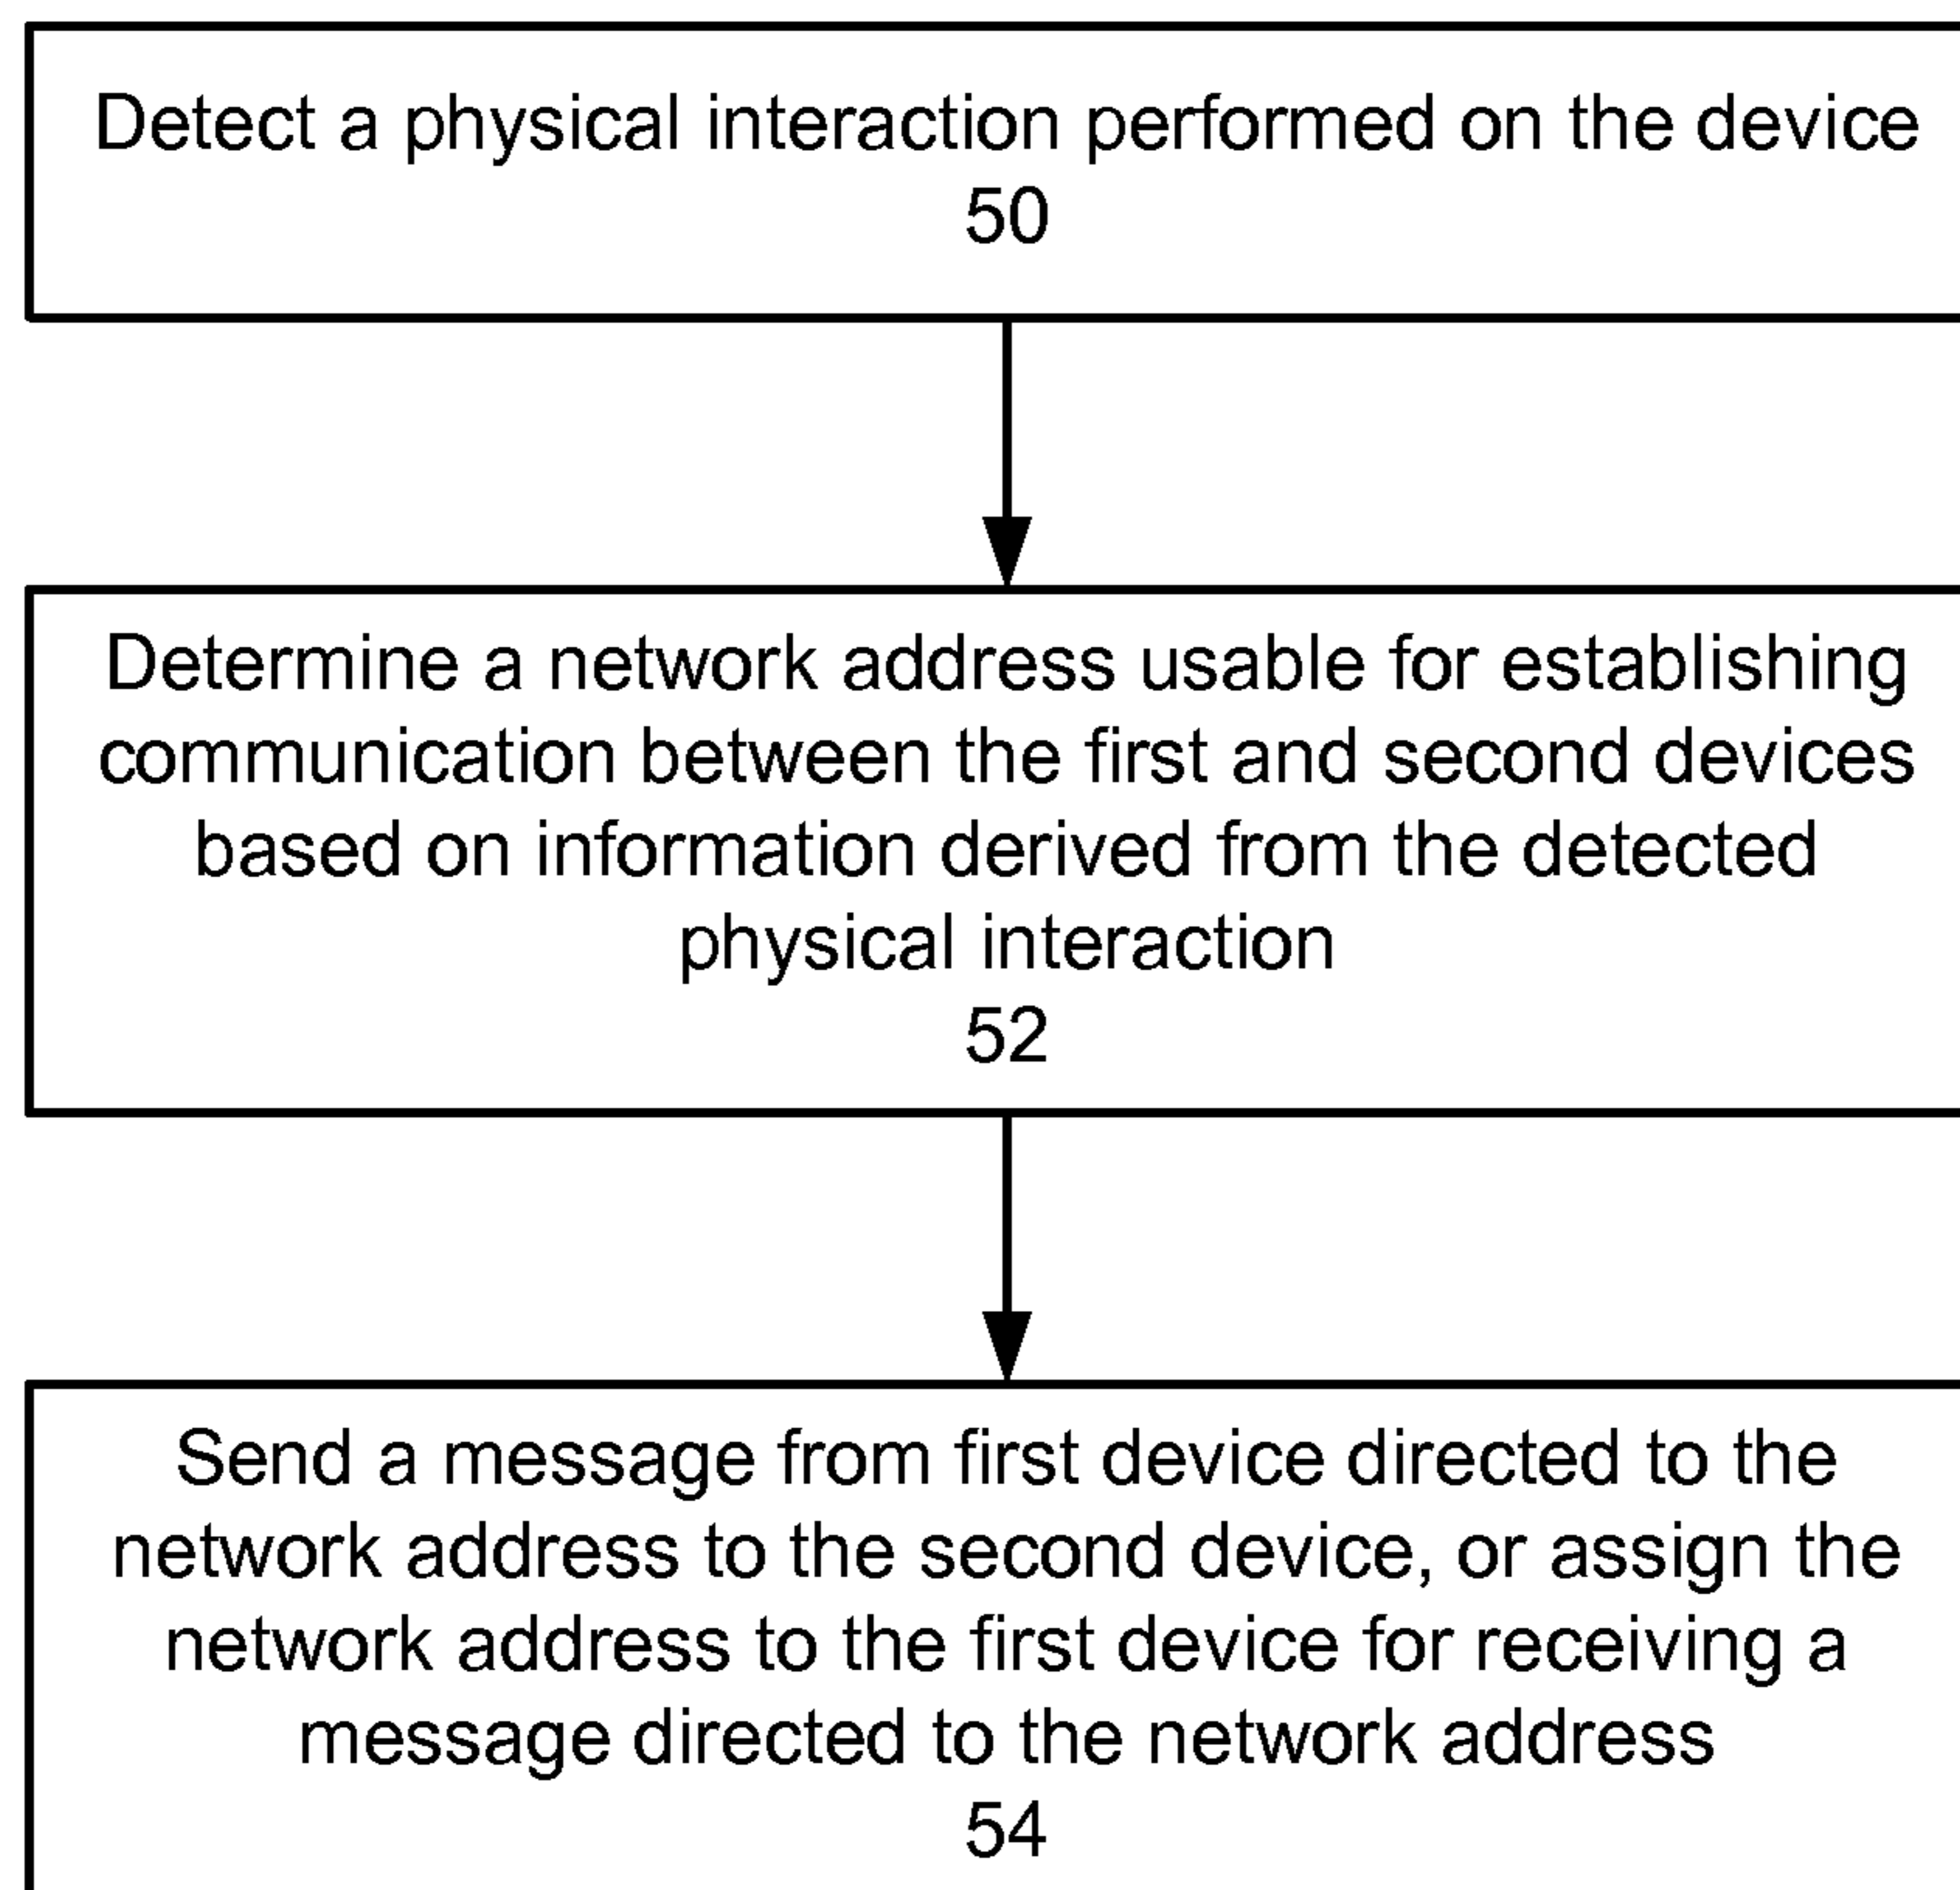 Detect a physical interaction performed on the device
50
Determine a network address usable for establishing
communication between the first and second devices
based on information derived from the detected
physical interaction
52
Send a message from first device directed to the
network address to the second device, or assign the
network address to the first device for receiving a
message directed to the network address
54